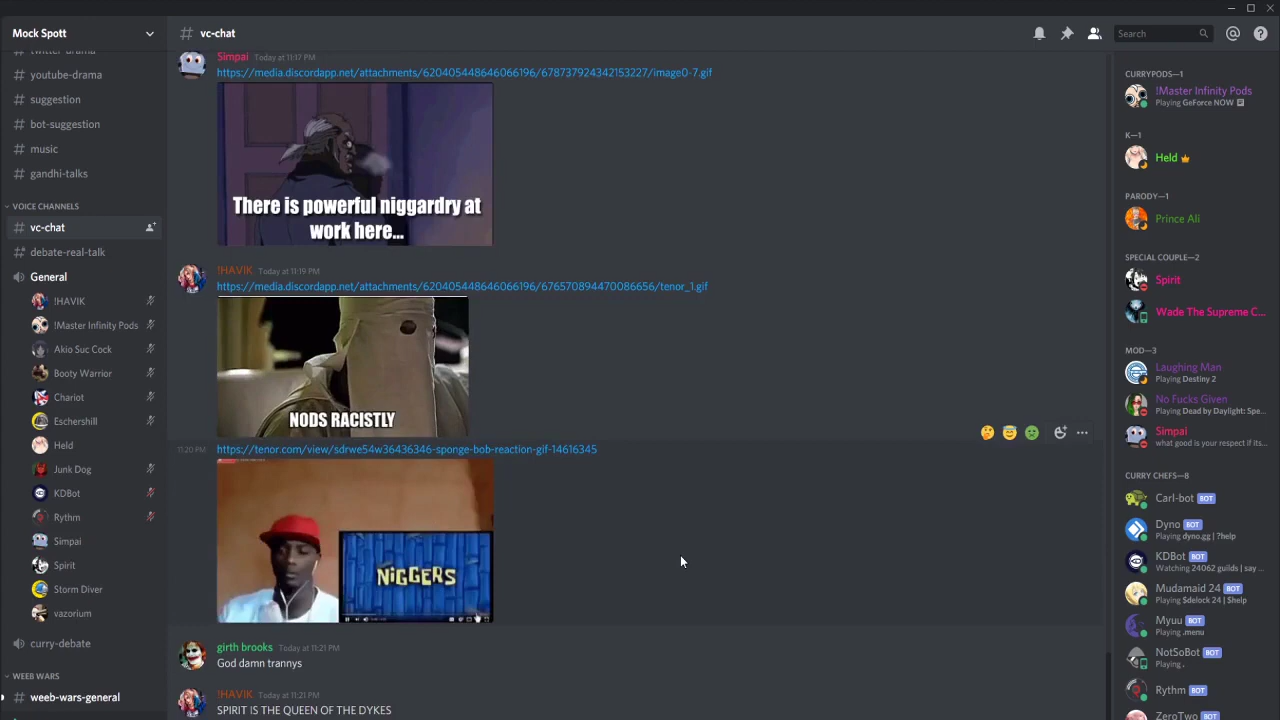 Mock Spott
# vc-chat
Search
twitter-drama
# youtube-drama
# suggestion
# bot-suggestion
# music
# gandhi-talks
VOICE CHANNELS
# vc-chat
# debate-real-talk
General
!HAVIK
!Master Infinity Pods
Akio Suc Cock
Booty Warrior
Chariot
Eschershill
Held
Junk Dog
KDBot
Rythm
Simpai
Spirit
Storm Diver
vazorium
curry-debate
WEEB WARS
# weeb-wars-general
Simpai Today at 11:17 PM
https://media.discordapp.net/attachments/620405448646066196/678737924342153227/image0-7.gif
There is powerful niggardry at
work here...
!HAVIK Today at 11:19 PM
https://media.discordapp.net/attachments/620405448646066196/676570894470086656/tenor_1.gif
NODS RACISTLY
11:20 PM https://tenor.com/view/sdrwe54w36436346-sponge-bob-reaction-gif-14616345
NiGGERS
girth brooks Today at 11:21 PM
God damn trannys
!HAVIK Today at 11:21 PM
SPIRIT IS THE QUEEN OF THE DYKES
CURRYPODS—1
!Master Infinity Pods
Playing GeForce NOW
K—1
Held
PARODY—1
Prince Ali
SPECIAL COUPLE—2
Spirit
Wade The Supreme C...
MOD—3
Laughing Man
Playing Destiny 2
No Fucks Given
Playing Dead by Daylight: Spe...
Simpai
what good is your respect if its...
CURRY CHEFS—8
Carl-bot BOT
Dyno BOT
Playing dyno.gg | ?help
KDBot BOT
Watching 24062 guilds | say ...
Mudamaid 24 BOT
Playing $delock 24 | $help
Myuu BOT
Playing .menu
NotSoBot BOT
Playing .
Rythm BOT
ZeroTwo BOT